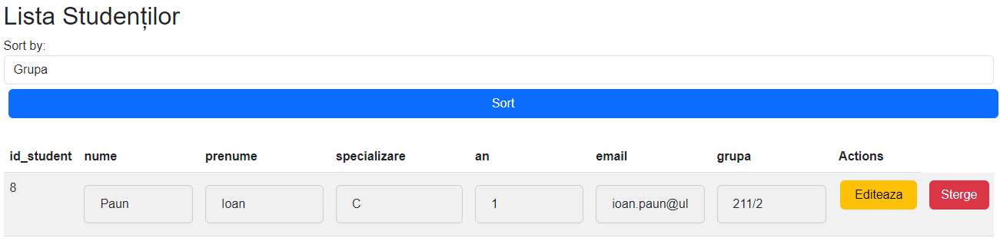 Lista Studenților
Sort by:
Grupa
Sort
id_student nume prenume specializare an email grupa Actions
8 Paun Ioan C 1 ioan.paun@ul 211/2 Editeaza Sterge